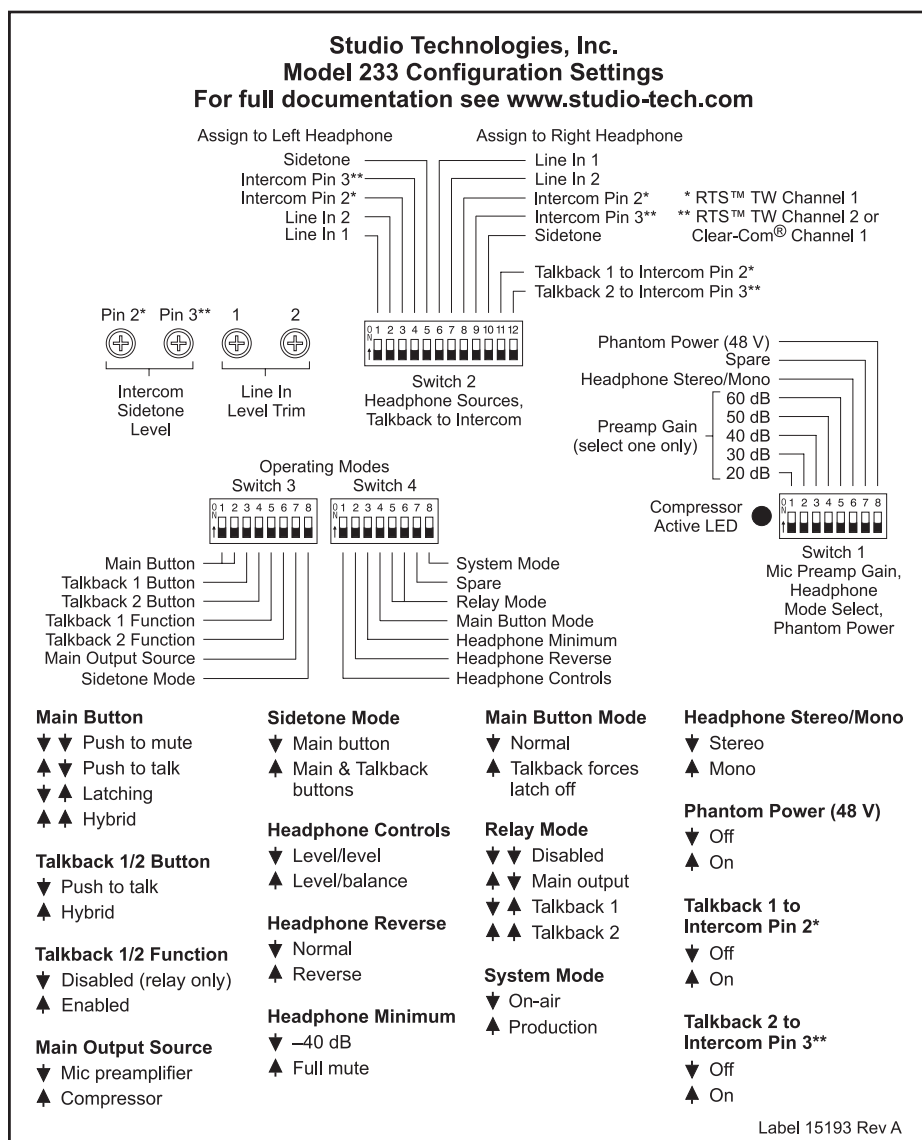 Studio Technologies, Inc.
Model 233 Configuration Settings
For full documentation see www.studio-tech.com
Assign to Left Headphone
Sidetone
Intercom Pin 3**
Intercom Pin 2*
Line In 2
Line In 1
Assign to Right Headphone
Line In 1
Line In 2
Intercom Pin 2*
Intercom Pin 3**
Sidetone
* RTS™ TW Channel 1
** RTS™ TW Channel 2 or
Clear-Com® Channel 1
Talkback 1 to Intercom Pin 2*
Talkback 2 to Intercom Pin 3**
Pin 2* Pin 3** 1 2
Intercom
Sidetone
Level
Line In
Level Trim
ON 1 2 3 4 5 6 7 8 9 10 11 12
Switch 2
Headphone Sources,
Talkback to Intercom
Phantom Power (48 V)
Spare
Headphone Stereo/Mono
60 dB
50 dB
40 dB
30 dB
20 dB
Preamp Gain
(select one only)
Compressor
Active LED
ON 1 2 3 4 5 6 7 8
Switch 1
Mic Preamp Gain,
Headphone
Mode Select,
Phantom Power
Operating Modes
Switch 3 Switch 4
ON 1 2 3 4 5 6 7 8
ON 1 2 3 4 5 6 7 8
Main Button
Talkback 1 Button
Talkback 2 Button
Talkback 1 Function
Talkback 2 Function
Main Output Source
Sidetone Mode
System Mode
Spare
Relay Mode
Main Button Mode
Headphone Minimum
Headphone Reverse
Headphone Controls
Main Button
Push to mute
Push to talk
Latching
Hybrid
Talkback 1/2 Button
Push to talk
Hybrid
Talkback 1/2 Function
Disabled (relay only)
Enabled
Main Output Source
Mic preamplifier
Compressor
Sidetone Mode
Main button
Main & Talkback
buttons
Headphone Controls
Level/level
Level/balance
Headphone Reverse
Normal
Reverse
Headphone Minimum
–40 dB
Full mute
Main Button Mode
Normal
Talkback forces
latch off
Relay Mode
Disabled
Main output
Talkback 1
Talkback 2
System Mode
On-air
Production
Headphone Stereo/Mono
Stereo
Mono
Phantom Power (48 V)
Off
On
Talkback 1 to
Intercom Pin 2*
Off
On
Talkback 2 to
Intercom Pin 3**
Off
On
Label 15193 Rev A